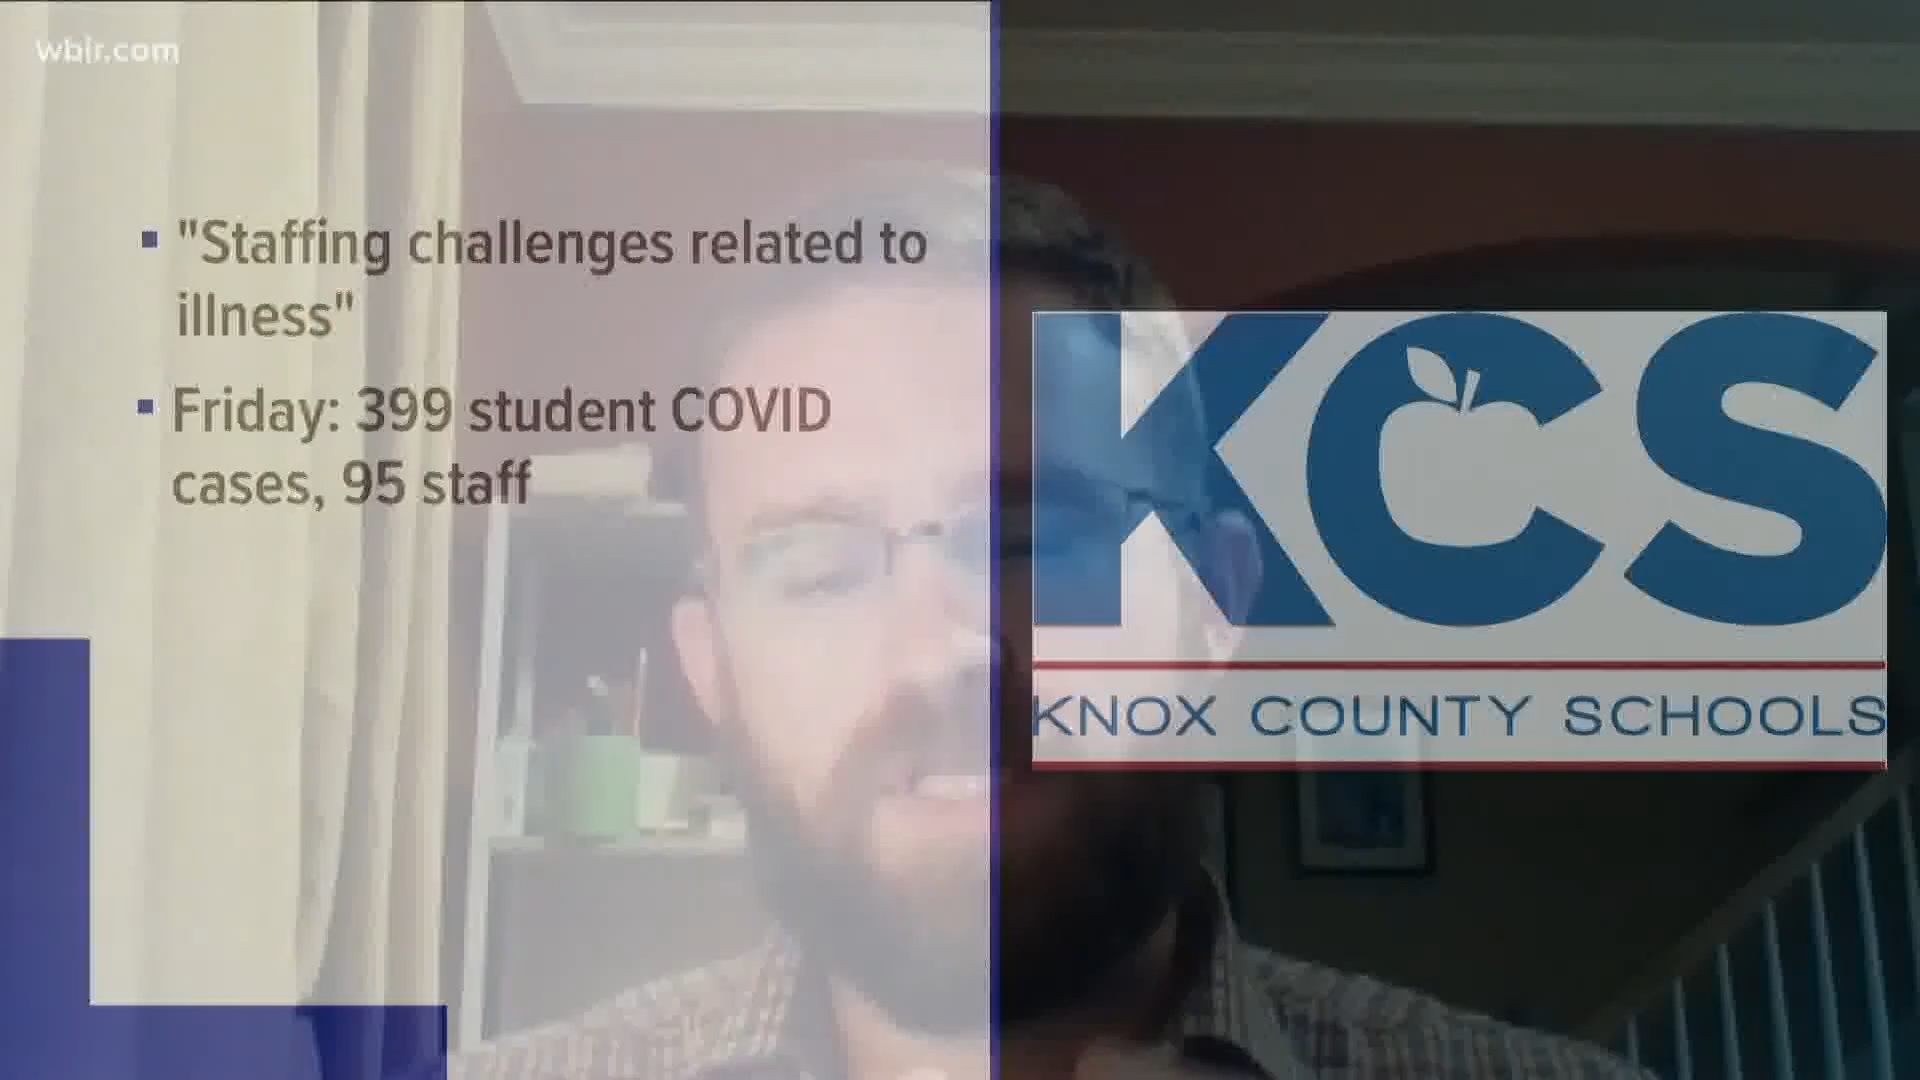 wbir.com
"Staffing challenges related to
illness"
Friday: 399 student COVID
cases, 95 staff
KCS
KNOX COUNTY SCHOOLS